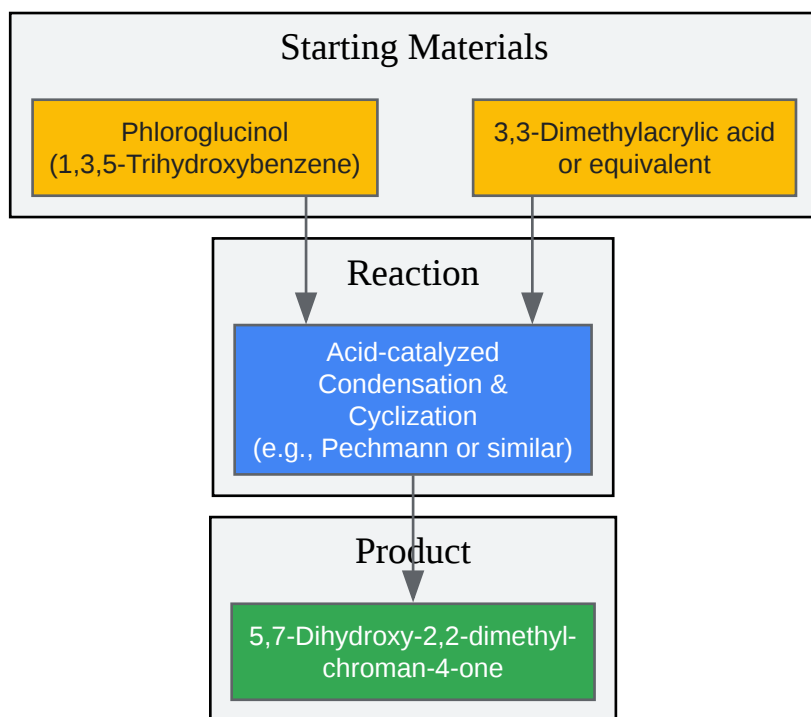 Starting Materials
Phloroglucinol
(1,3,5-Trihydroxybenzene)
3,3-Dimethylacrylic acid
or equivalent
Reaction
Acid-catalyzed
Condensation &
Cyclization
(e.g., Pechmann or similar)
Product
5,7-Dihydroxy-2,2-dimethyl-
chroman-4-one